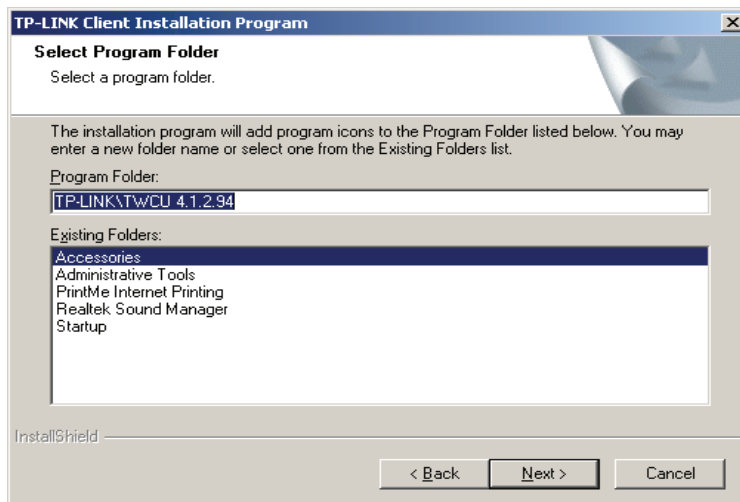 TP-LINK Client Installation Program
Select Program Folder
Select a program folder.
The installation program will add program icons to the Program Folder listed below. You may
enter a new folder name or select one from the Existing Folders list.
Program Folder:
TP-LINK\TWCU 4.1.2.94
Existing Folders:
Accessories
Administrative Tools
PrintMe Internet Printing
Realtek Sound Manager
Startup
InstallShield
< Back Next > Cancel